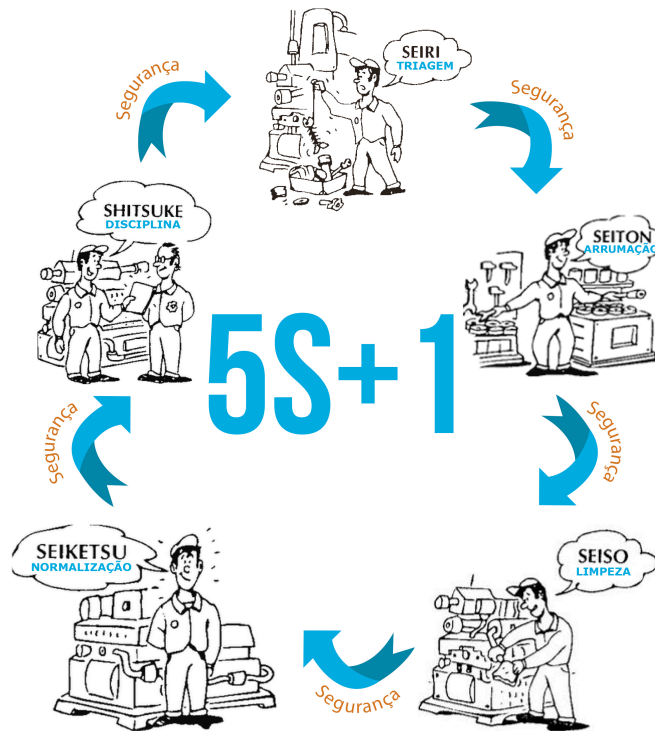 Segurança
SEIRI
TRIAGEM
Segurança
SHITSUKE
DISCIPLINA
SEITON
ARRUMAÇÃO
5S+1
Segurança
Segurança
SEIKETSU
NORMALIZAÇÃO
SEISO
LIMPEZA
Segurança